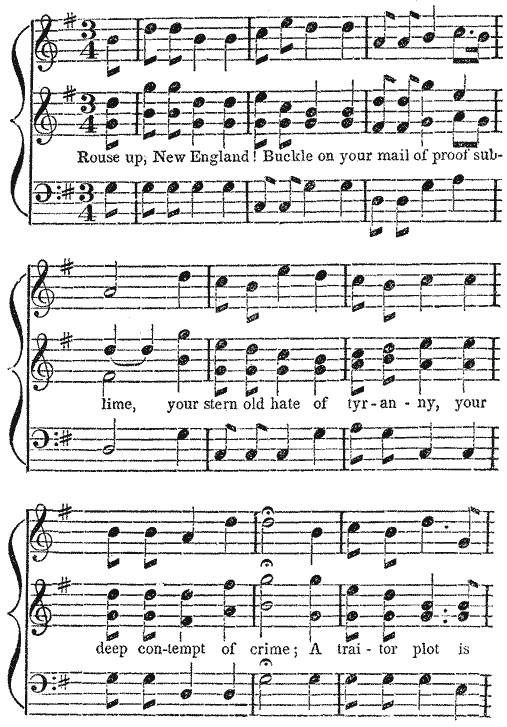 Rouse up, New England! Buckle on your mail of proof sub-
lime, your stern old hate of tyr-an-ny, your
deep con-tempt of crime; A trai-tor plot is